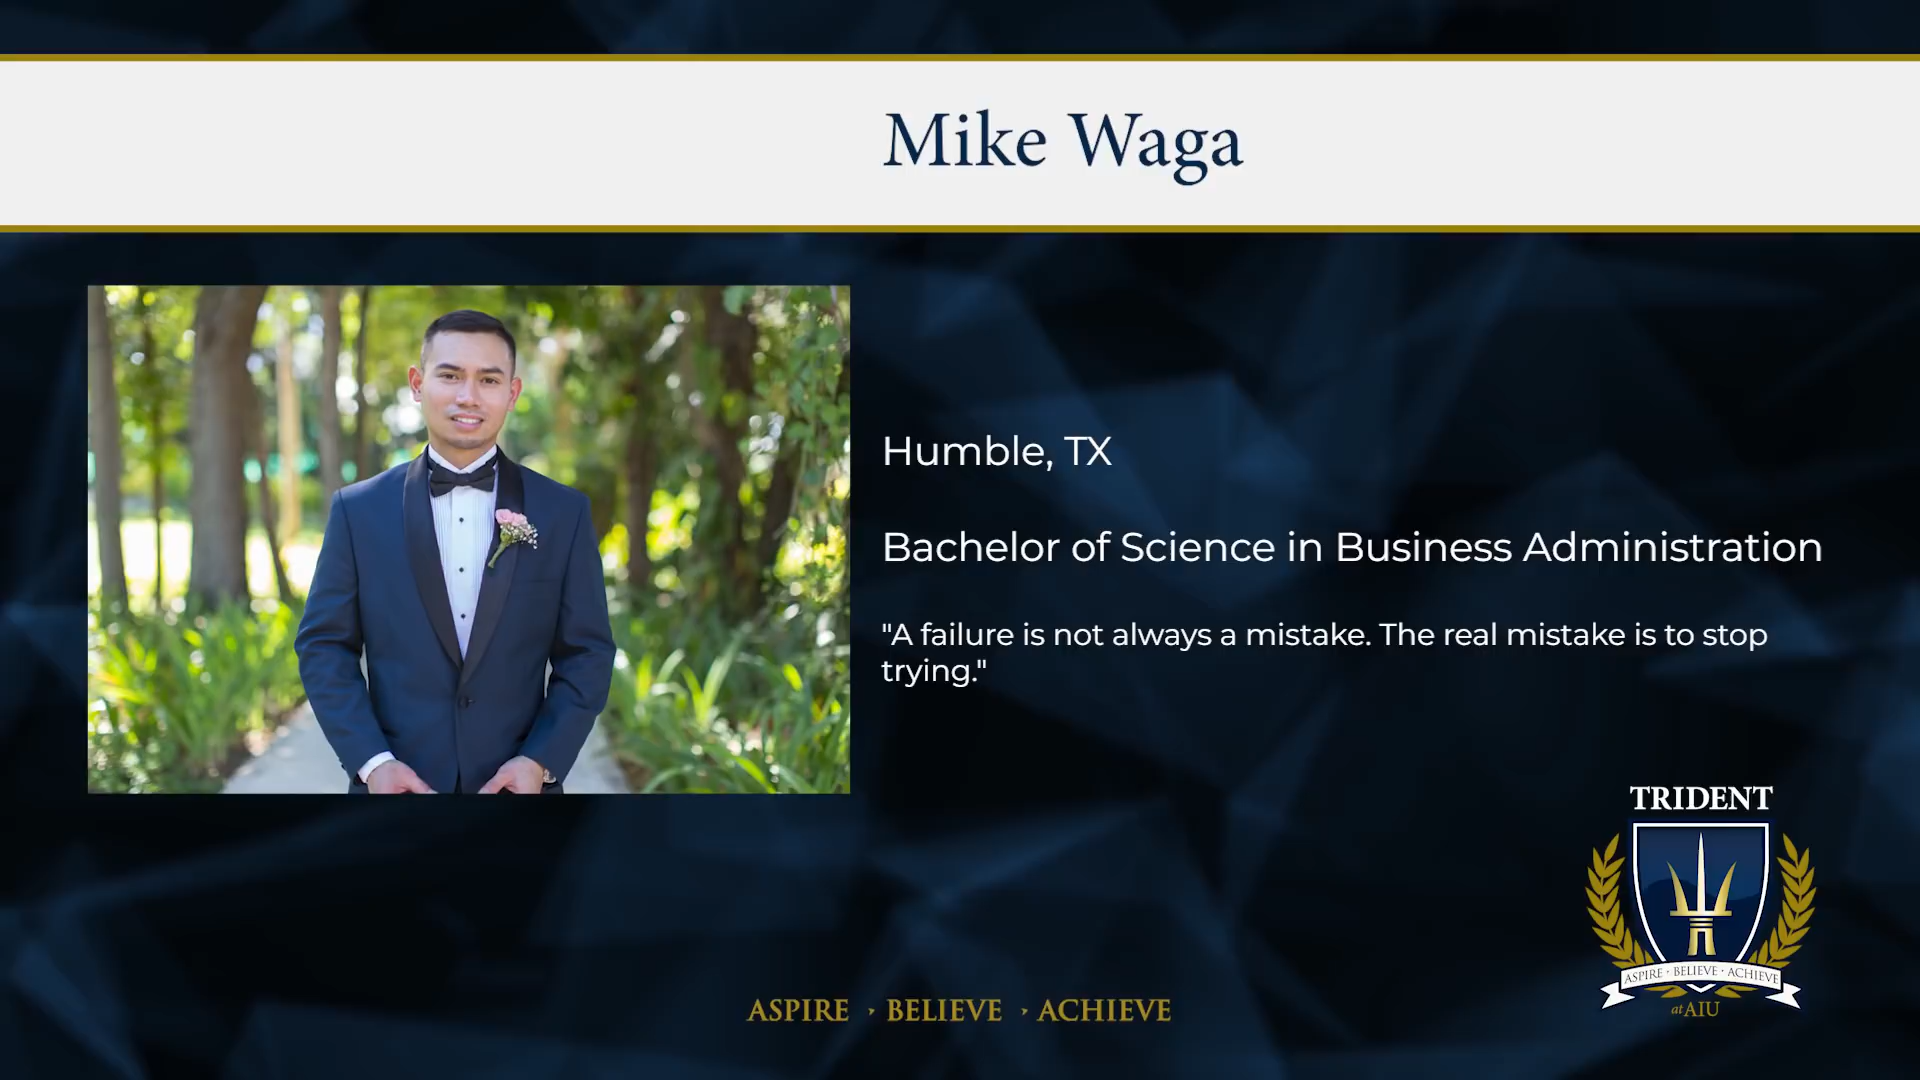 Mike Waga
Humble, TX
Bachelor of Science in Business Administration
"A failure is not always a mistake. The real mistake is to stop
trying."
TRIDENT
ASPIRE · BELIEVE · ACHIEVE
at AIU
ASPIRE · BELIEVE · ACHIEVE